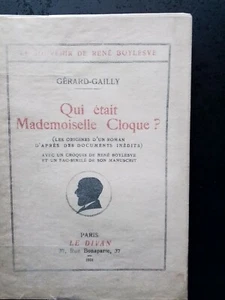 LE SOUVENIR DE RENÉ BOYLESVE
GÉRARD-GAILLY
Qui était
Mademoiselle Cloque ?
(LES ORIGINES D'UN ROMAN
D'APRÈS DES DOCUMENTS INÉDITS)
AVEC UN CROQUIS DE RENÉ BOYLESVE
ET UN FAC-SIMILÉ DE SON MANUSCRIT
PARIS
LE DIVAN
37, Rue Bonaparte, 37